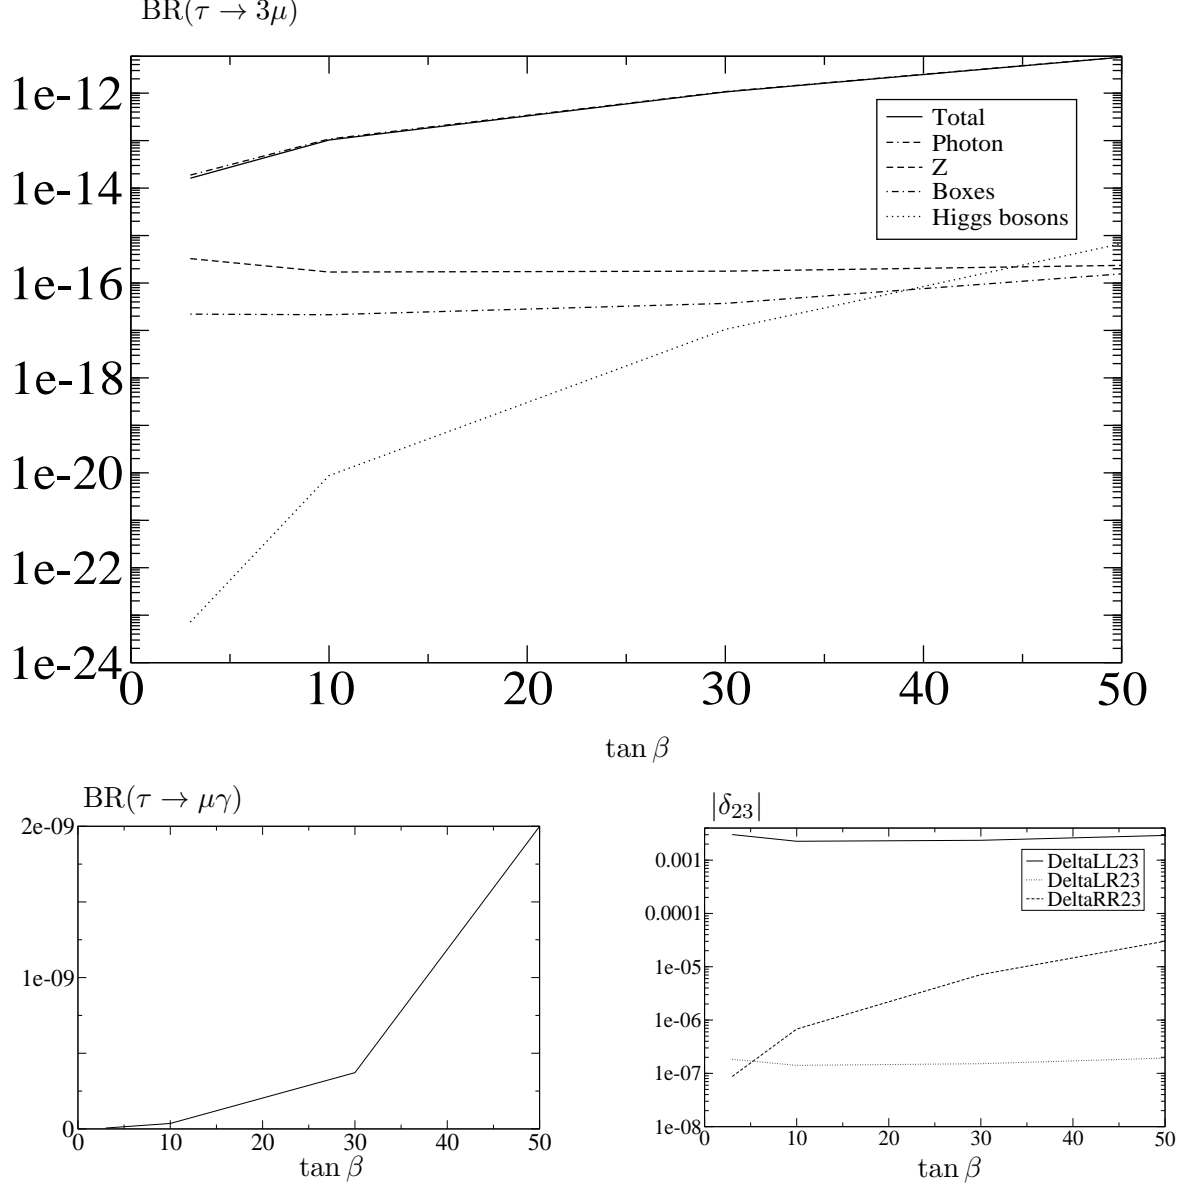 BR(τ → 3μ)
1e-12
1e-14
1e-16
1e-18
1e-20
1e-22
1e-24
Total
Photon
Z
Boxes
Higgs bosons
0 10 20 30 40 50
tan β
BR(τ → μγ)
2e-09
1e-09
0
0 10 20 30 40 50
tan β
|δ₂₃|
0.001
0.0001
1e-05
1e-06
1e-07
1e-08
DeltaLL23
DeltaLR23
DeltaRR23
0 10 20 30 40 50
tan β